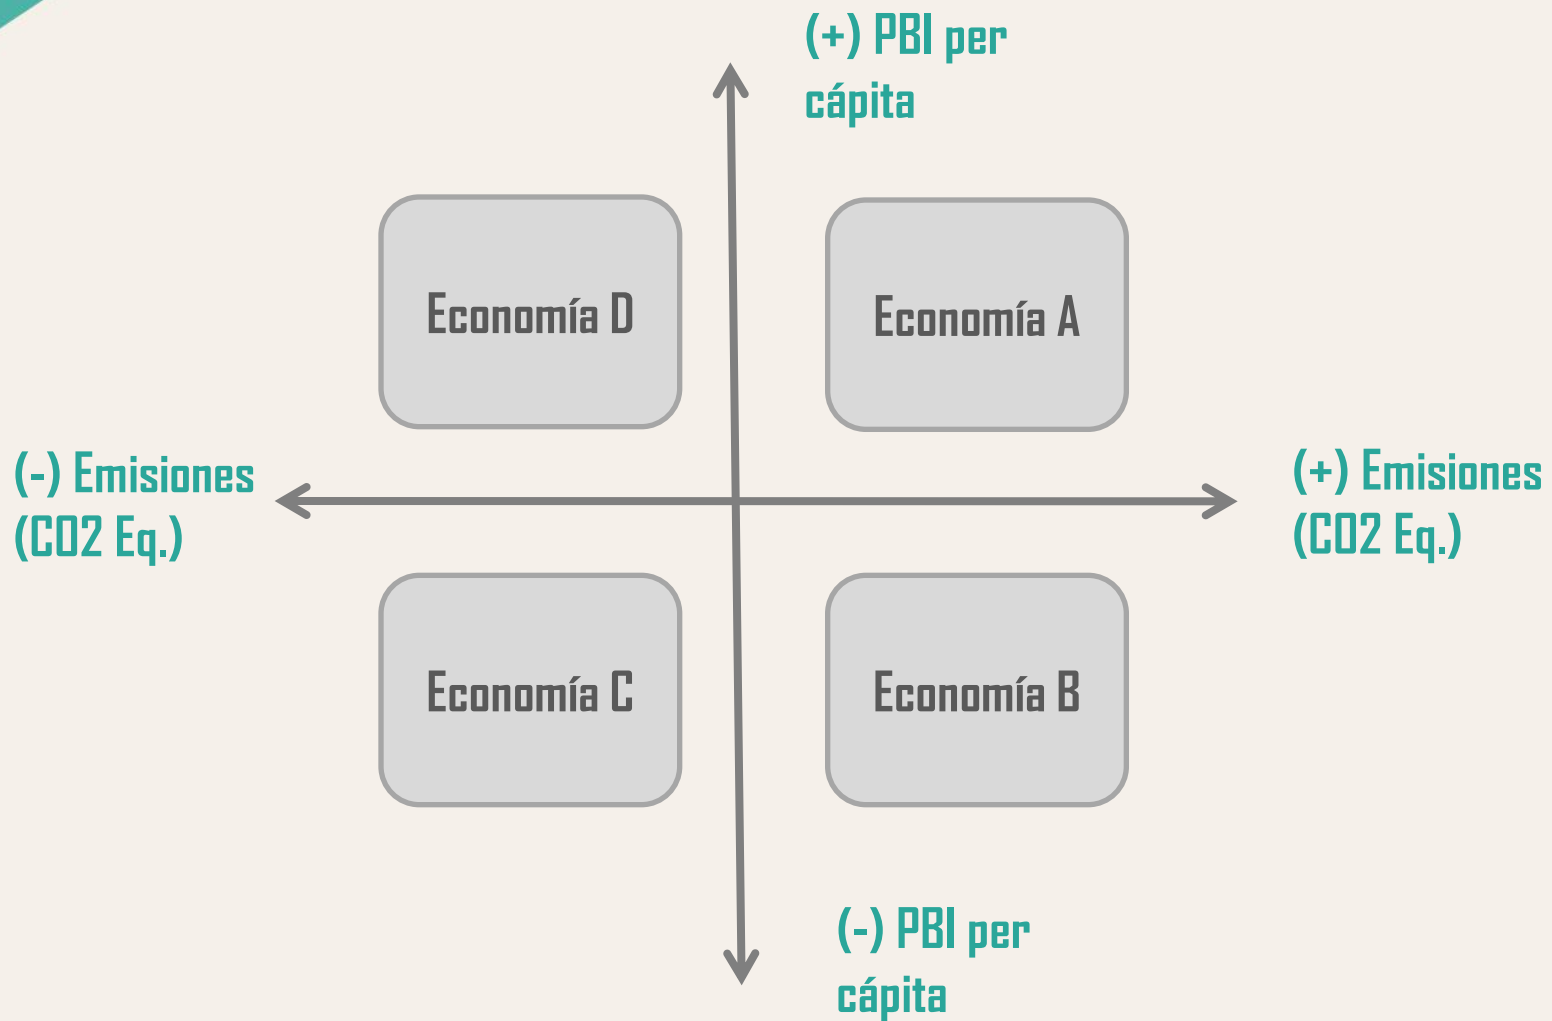 (+) PBI per
cápita
Economía D
Economía A
(-) Emisiones
(CO2 Eq.)
(+) Emisiones
(CO2 Eq.)
Economía C
Economía B
(-) PBI per
cápita